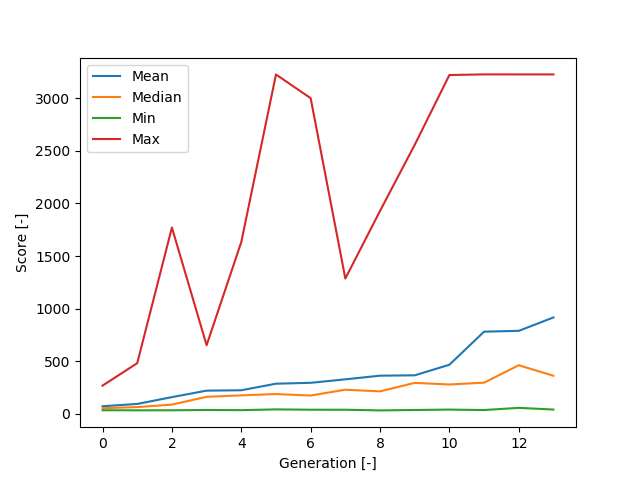 Mean
Median
Min
Max
3000
2500
2000
1500
1000
500
0
Score [-]
0 2 4 6 8 10 12
Generation [-]